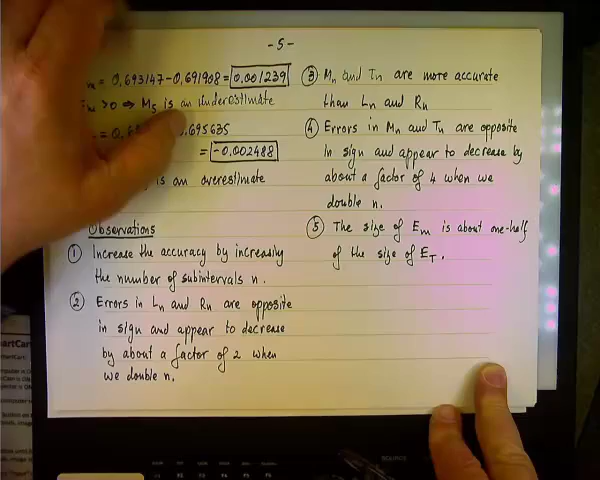 -5-
= 0.693147-0.691908= 0.001239
>0 ⇒ M5 is an underestimate
.695635
= -0.002488
is an overestimate
Observations
① Increase the accuracy by increasing
the number of subintervals n.
② Errors in Ln and Rn are opposite
in sign and appear to decrease
by about a factor of 2 when
we double n.
③ Mn and Tn are more accurate
than Ln and Rn
④ Errors in Mn and Tn are opposite
in sign and appear to decrease by
about a factor of 4 when we
double n.
⑤ The size of Em is about one-half
of the size of ET.
SOURCE